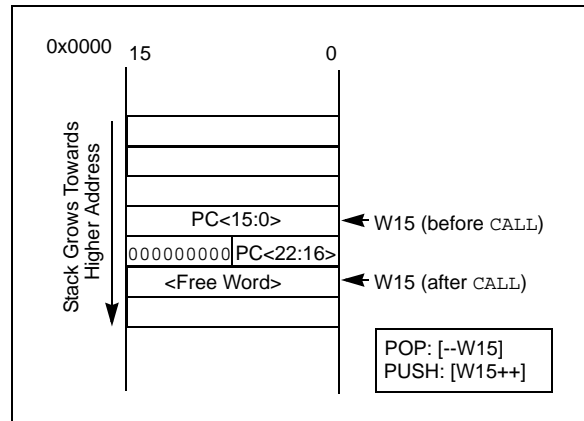 0x0000
15 0
Stack Grows Towards
Higher Address
PC<15:0>
W15 (before CALL)
000000000 PC<22:16>
<Free Word>
W15 (after CALL)
POP: [--W15]
PUSH: [W15++]